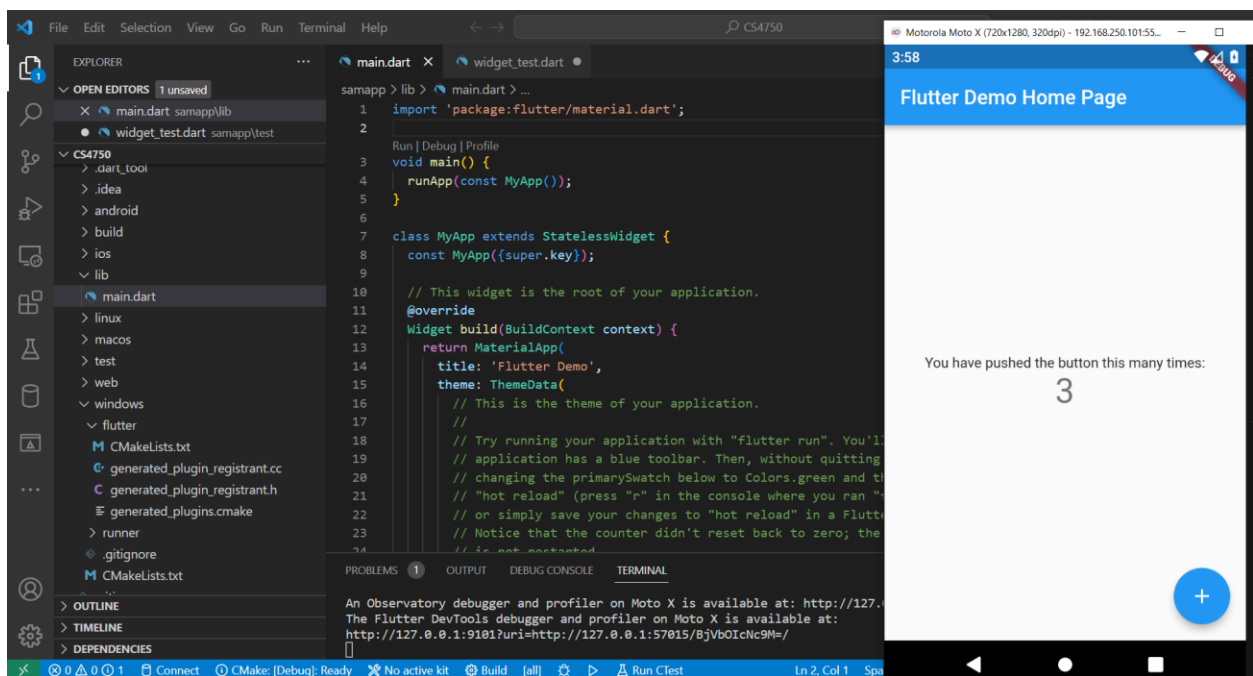 File Edit Selection View Go Run Terminal Help
CS4750
EXPLORER
OPEN EDITORS 1 unsaved
main.dart samapp\lib
widget_test.dart samapp\test
CS4750
.dart_tool
.idea
android
build
ios
lib
main.dart
linux
macos
test
web
windows
flutter
CMakeLists.txt
generated_plugin_registrant.cc
generated_plugin_registrant.h
generated_plugins.cmake
runner
.gitignore
CMakeLists.txt
OUTLINE
TIMELINE
DEPENDENCIES
main.dart widget_test.dart
samapp > lib > main.dart > ...
1 import 'package:flutter/material.dart';
2
Run | Debug | Profile
3 void main() {
4 runApp(const MyApp());
5 }
6
7 class MyApp extends StatelessWidget {
8 const MyApp({super.key});
9
10 // This widget is the root of your application.
11 @override
12 Widget build(BuildContext context) {
13 return MaterialApp(
14 title: 'Flutter Demo',
15 theme: ThemeData(
16 // This is the theme of your application.
17 //
18 // Try running your application with "flutter run". You'll
19 // application has a blue toolbar. Then, without quitting
20 // changing the primarySwatch below to Colors.green and
21 // "hot reload" (press "r" in the console where you ran
22 // or simply save your changes to "hot reload" in a
23 // Notice that the counter didn't reset back to zero; the
24 // is not restarted
PROBLEMS 1 OUTPUT DEBUG CONSOLE TERMINAL
An Observatory debugger and profiler on Moto X is available at: http://127.
The Flutter DevTools debugger and profiler on Moto X is available at:
http://127.0.0.1:9101?uri=http://127.0.0.1:57015/BjVbOIcNc9M=/
0 0 1 Connect CMake: [Debug]: Ready No active kit Build [all] Run CTest Ln 2, Col 1
Motorola Moto X (720x1280, 320dpi) - 192.168.250.101:55...
3:58
DEBUG
Flutter Demo Home Page
You have pushed the button this many times:
3
+